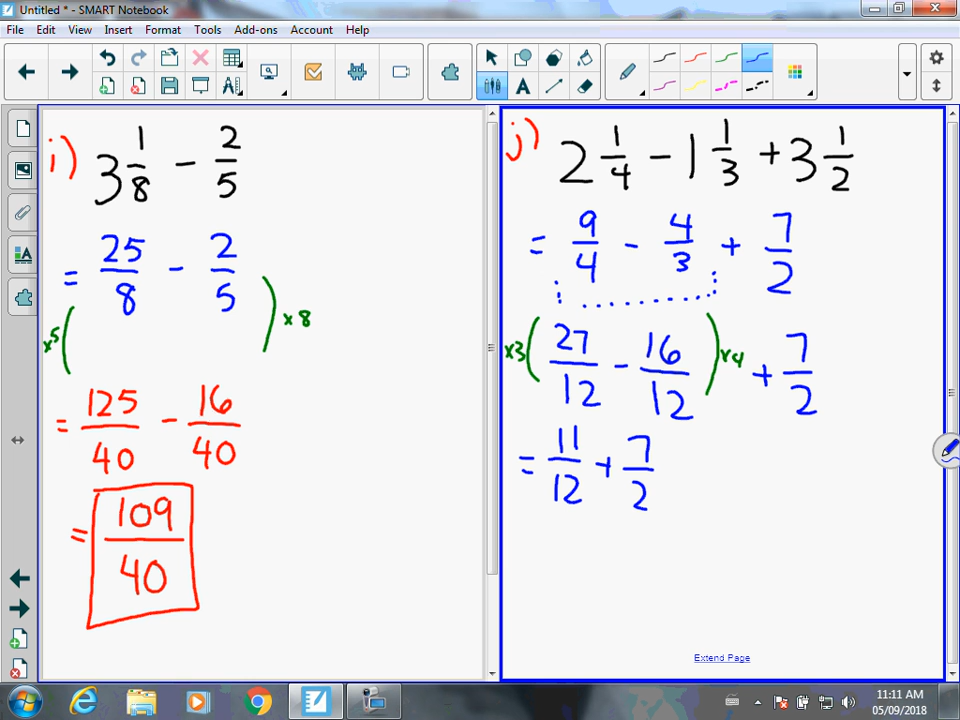 Untitled * - SMART Notebook
File Edit View Insert Format Tools Add-ons Account Help
i) 3 1/8 - 2/5
= 25/8 - 2/5
x5 ( ) x8
= 125/40 - 16/40
= 109/40
j) 2 1/4 - 1 1/3 + 3 1/2
= 9/4 - 4/3 + 7/2
x3 ( 27/12 - 16/12 ) x4 + 7/2
= 11/12 + 7/2
Extend Page
11:11 AM
05/09/2018